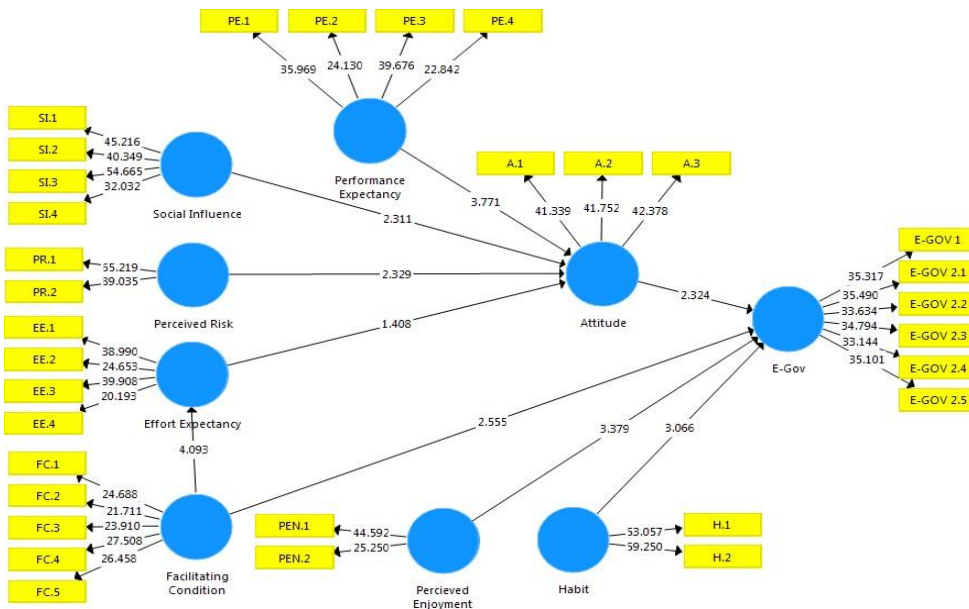 PE.1
PE.2
PE.3
PE.4
35.969
24.130
39.676
22.842
Performance
Expectancy
SI.1
SI.2
SI.3
SI.4
45.216
40.349
54.665
32.032
Social Influence
A.1
A.2
A.3
41.339
41.752
42.378
3.771
2.311
PR.1
PR.2
55.219
39.035
Perceived Risk
2.329
Attitude
2.324
E-GOV 1
E-GOV 2.1
E-GOV 2.2
E-GOV 2.3
E-GOV 2.4
E-GOV 2.5
35.317
35.490
33.634
34.794
33.144
35.101
E-Gov
EE.1
EE.2
EE.3
EE.4
38.990
24.653
39.908
20.193
Effort Expectancy
1.408
4.093
2.555
3.379
3.066
FC.1
FC.2
FC.3
FC.4
FC.5
24.688
21.711
23.910
27.508
26.458
Facilitating
Condition
PEN.1
PEN.2
44.592
25.250
Percieved
Enjoyment
Habit
53.057
59.250
H.1
H.2